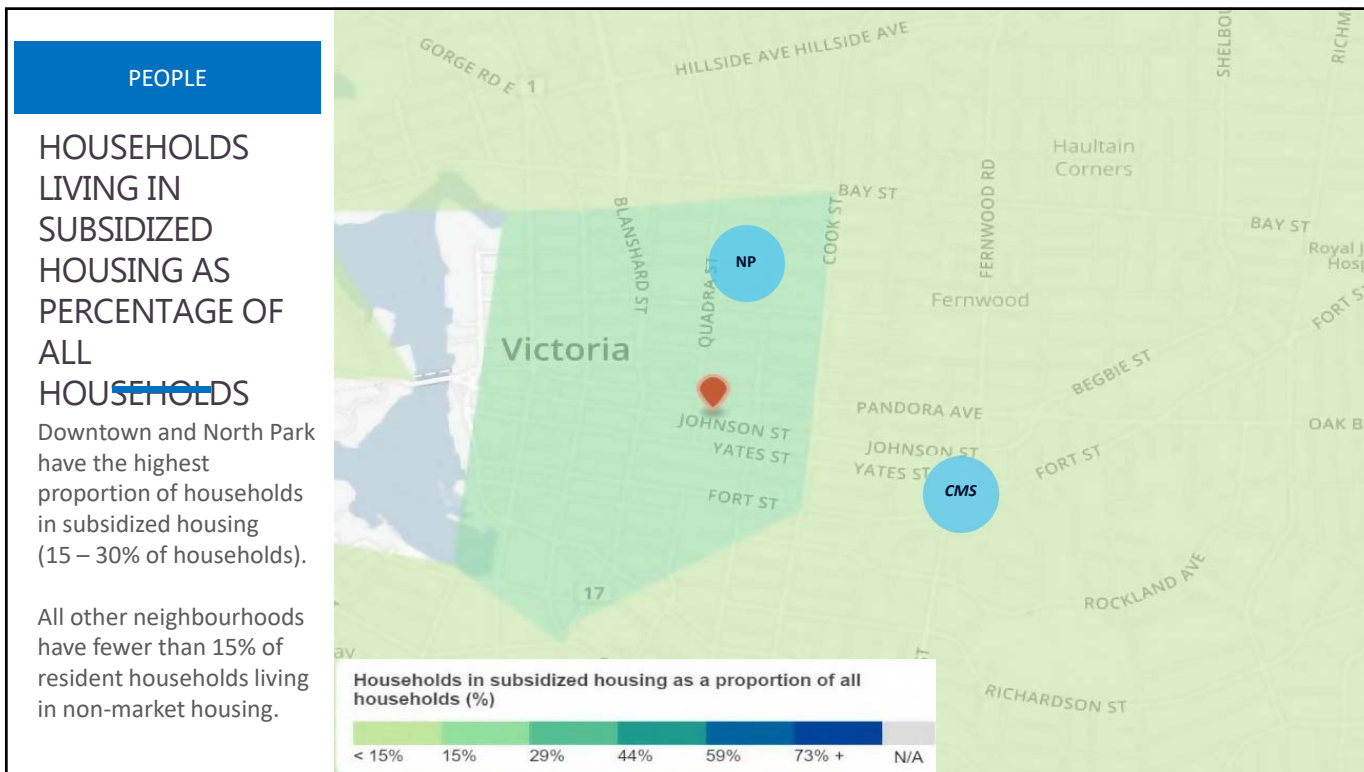 PEOPLE
HOUSEHOLDS
LIVING IN
SUBSIDIZED
HOUSING AS
PERCENTAGE OF
ALL
HOUSEHOLDS
Downtown and North Park
have the highest
proportion of households
in subsidized housing
(15 – 30% of households).
All other neighbourhoods
have fewer than 15% of
resident households living
in non-market housing.
GORGE RD E
1
HILLSIDE AVE HILLSIDE AVE
Haultain
Corners
BAY ST
BAY ST
BLANSHARD ST
QUADRA ST
COOK ST
FERNWOOD RD
NP
Fernwood
Royal J
Hosp
FORT S
Victoria
BEGBIE ST
PANDORA AVE
JOHNSON ST
YATES ST
FORT ST
JOHNSON ST
YATES ST
FORT ST
OAK B
CMS
17
ROCKLAND AVE
RICHARDSON ST
SHELBOU
RICHM
ay
ST
Households in subsidized housing as a proportion of all
households (%)
< 15% 15% 29% 44% 59% 73% + N/A